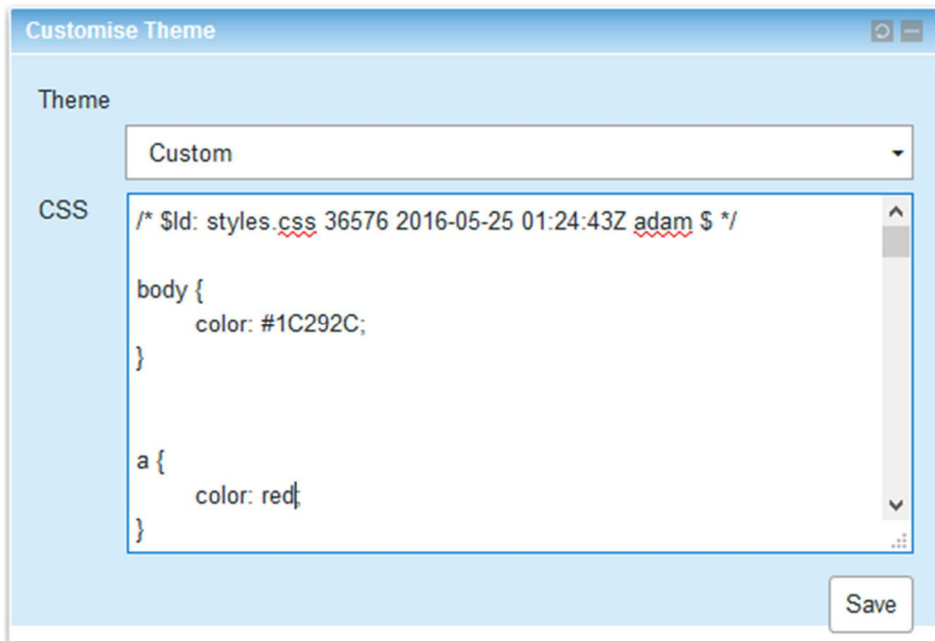 Customise Theme
Theme
Custom
CSS
/* $Id: styles.css 36576 2016-05-25 01:24:43Z adam $ */
body {
color: #1C292C;
}
a {
color: red;
}
Save